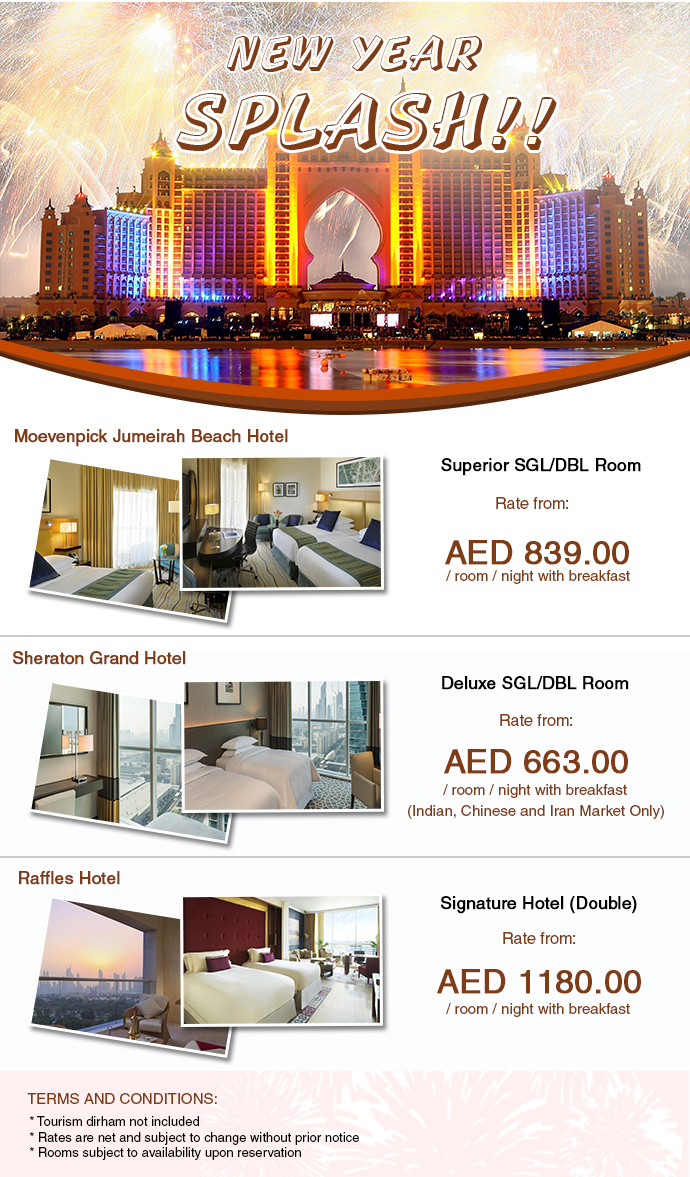 NEW YEAR
SPLASH!!
Moevenpick Jumeirah Beach Hotel
Superior SGL/DBL Room
Rate from:
AED 839.00
/ room / night with breakfast
Sheraton Grand Hotel
Deluxe SGL/DBL Room
Rate from:
AED 663.00
/ room / night with breakfast
(Indian, Chinese and Iran Market Only)
Raffles Hotel
Signature Hotel (Double)
Rate from:
AED 1180.00
/ room / night with breakfast
TERMS AND CONDITIONS:
* Tourism dirham not included
* Rates are net and subject to change without prior notice
* Rooms subject to availability upon reservation